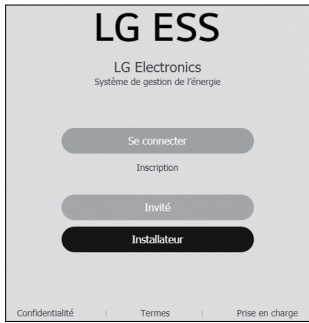 LG ESS
LG Electronics
Système de gestion de l'énergie
Se connecter
Inscription
Invité
Installateur
Confidentialité | Termes | Prise en charge